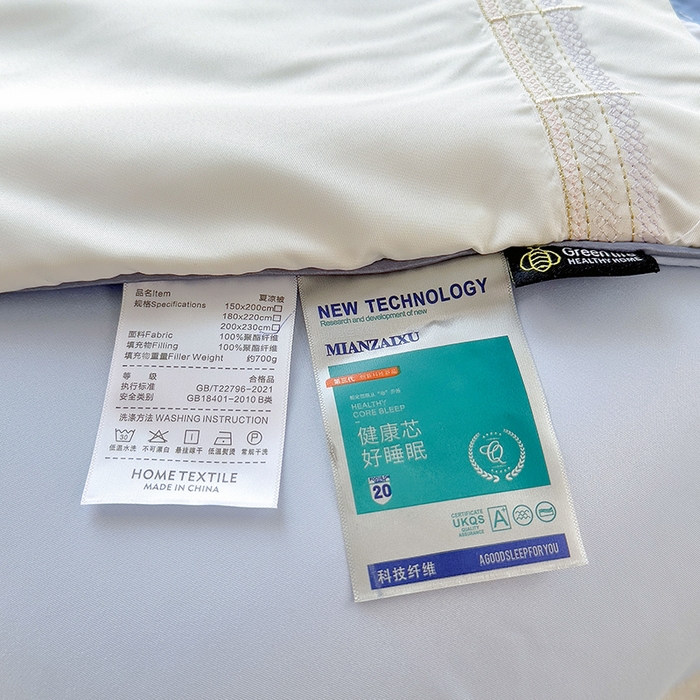 品名Item 夏凉被
规格Specifications 150x200cm
180x220cm
200x230cm
面料Fabric 100%聚酯纤维
填充物Filling 100%聚酯纤维
填充物重量Filler Weight 约700g
等 级 合格品
执行标准 GB/T22796-2021
安全类别 GB18401-2010 B类
洗涤方法 WASHING INSTRUCTION
30
低温水洗 不可漂白 悬挂晾干 低温熨烫 常规干洗
HOME TEXTILE
MADE IN CHINA
NEW TECHNOLOGY
Research and development of new
MIANZAIXU
第三代
HEALTHY
CORE SLEEP
健康芯
好睡眠
20
CERTIFICATE
UKQS
QUALITY
ASSURANCE
A
科技纤维 AGOODSLEEPFORYOU
Green
HEALTHY HOME